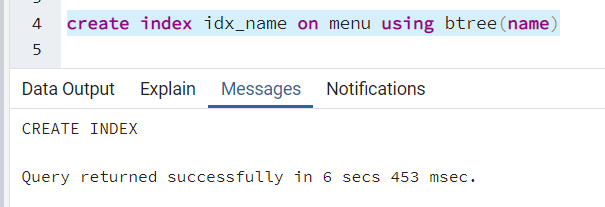 4 create index idx_name on menu using btree(name)
5
Data Output Explain Messages Notifications
CREATE INDEX
Query returned successfully in 6 secs 453 msec.